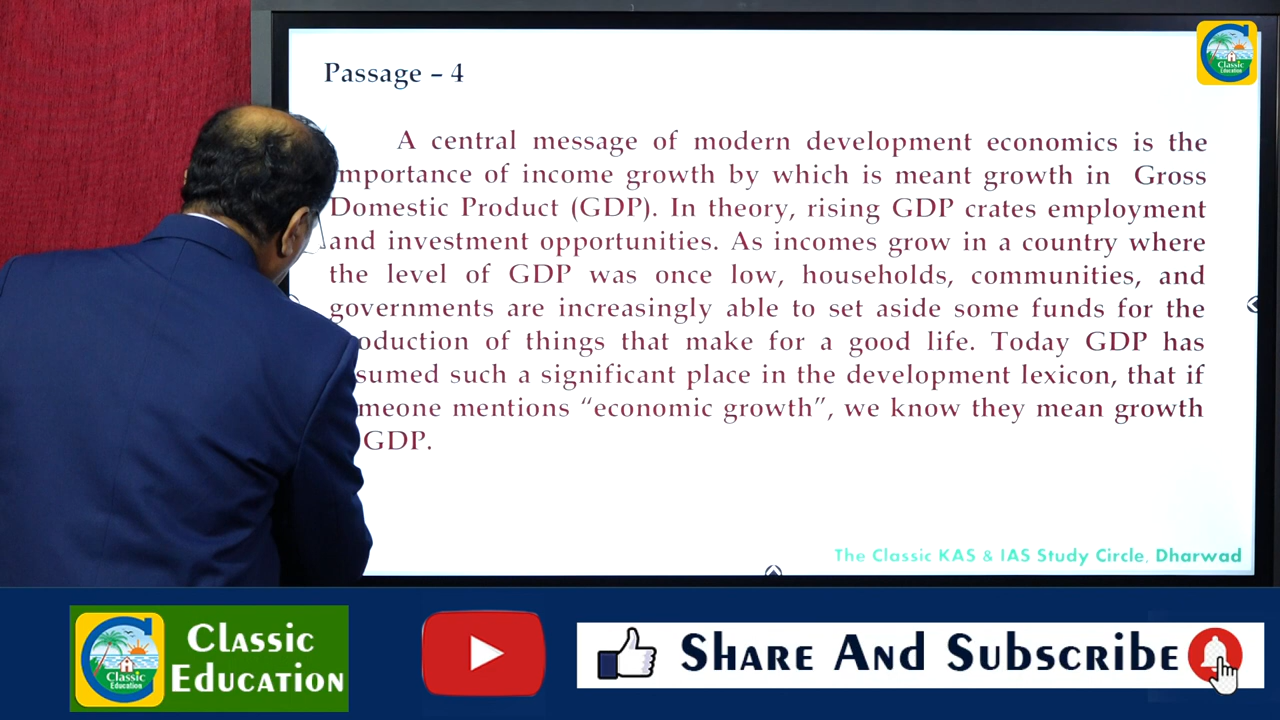 Passage – 4
Classic
Education
A central message of modern development economics is the
mportance of income growth by which is meant growth in Gross
Domestic Product (GDP). In theory, rising GDP crates employment
and investment opportunities. As incomes grow in a country where
the level of GDP was once low, households, communities, and
governments are increasingly able to set aside some funds for the
oduction of things that make for a good life. Today GDP has
sumed such a significant place in the development lexicon, that if
meone mentions “economic growth”, we know they mean growth
GDP.
The Classic KAS & IAS Study Circle, Dharwad
Classic
Education
Classic
Education
Share And Subscribe